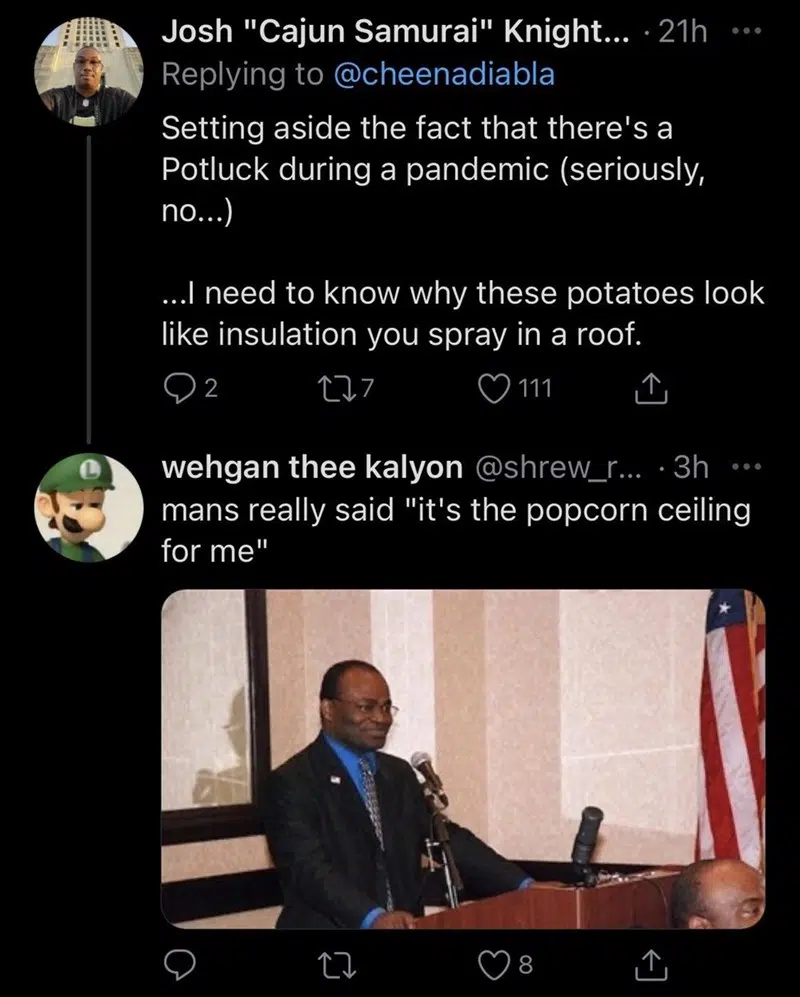 Josh "Cajun Samurai" Knight... · 21h
Replying to @cheenadiabla
Setting aside the fact that there's a
Potluck during a pandemic (seriously,
no...)
...I need to know why these potatoes look
like insulation you spray in a roof.
2 7 111
wehgan thee kalyon @shrew_r... · 3h
mans really said "it's the popcorn ceiling
for me"
L
8